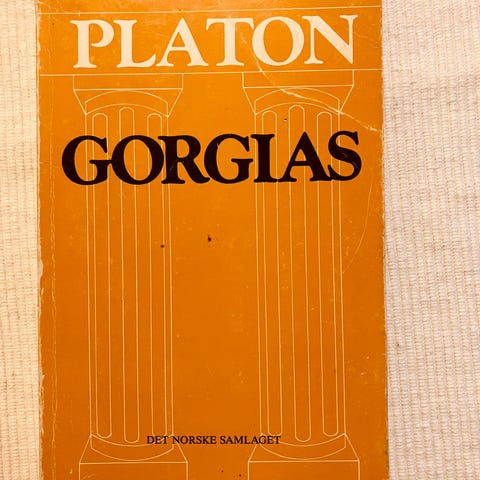 PLATON
GORGIAS
DET NORSKE SAMLAGET